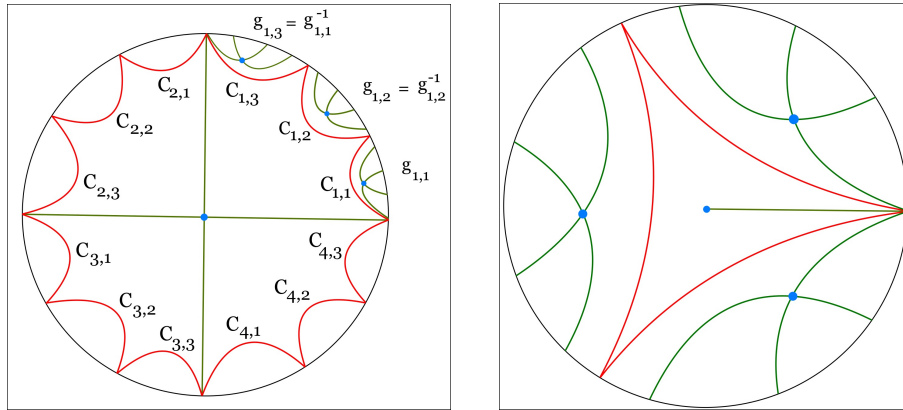 g1,3 = g1,1^-1
g1,2 = g1,2^-1
g1,1
C2,1
C1,3
C2,2
C1,2
C2,3
C1,1
C3,1
C4,3
C3,2
C4,2
C3,3
C4,1